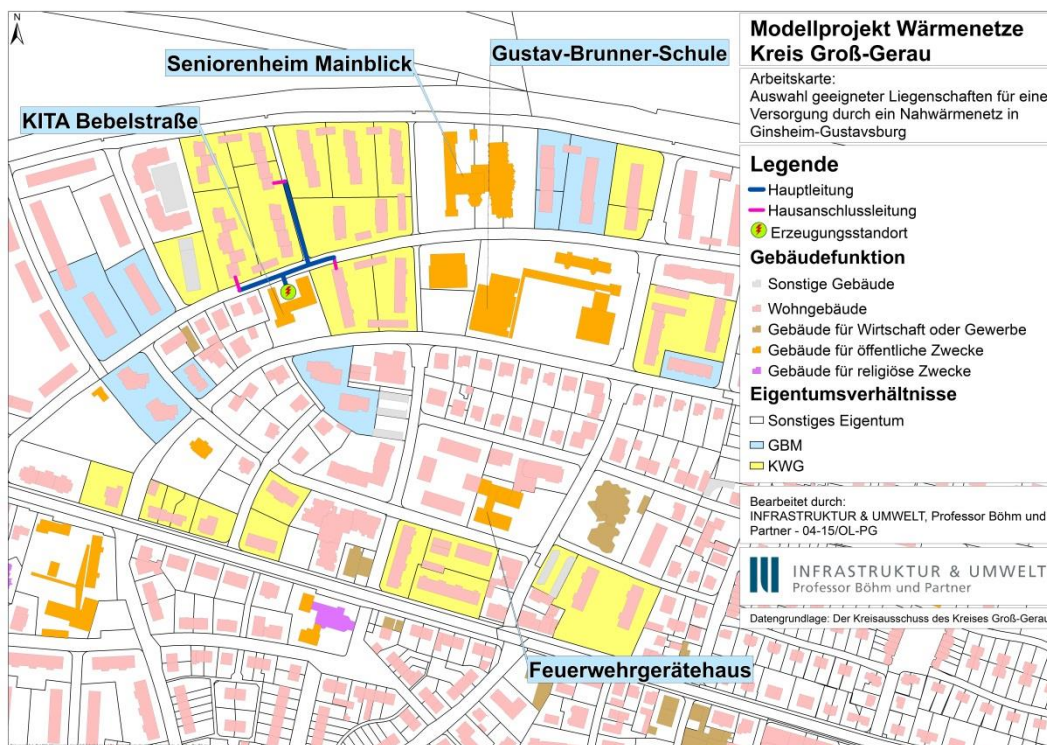 N
Seniorenheim Mainblick
Gustav-Brunner-Schule
KITA Bebelstraße
Feuerwehrgerätehaus
Modellprojekt Wärmenetze
Kreis Groß-Gerau
Arbeitskarte:
Auswahl geeigneter Liegenschaften für eine
Versorgung durch ein Nahwärmenetz in
Ginsheim-Gustavsburg
Legende
Hauptleitung
Hausanschlussleitung
Erzeugungsstandort
Gebäudefunktion
Sonstige Gebäude
Wohngebäude
Gebäude für Wirtschaft oder Gewerbe
Gebäude für öffentliche Zwecke
Gebäude für religiöse Zwecke
Eigentumsverhältnisse
Sonstiges Eigentum
GBM
KWG
Bearbeitet durch:
INFRASTRUKTUR & UMWELT, Professor Böhm und
Partner - 04-15/OL-PG
INFRASTRUKTUR & UMWELT
Professor Böhm und Partner
Datengrundlage: Der Kreisausschuss des Kreises Groß-Gerau